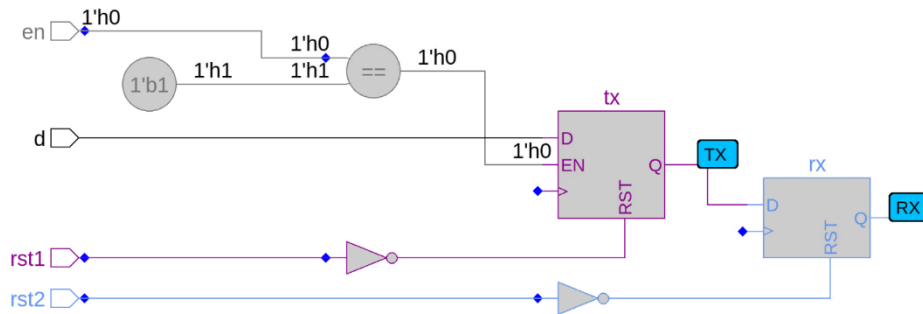 en 1'h0
1'h0
1'b1 1'h1 1'h1 == 1'h0
tx
d D
1'h0 EN Q TX
RST
rx
D
Q RX
RST
rst1
rst2